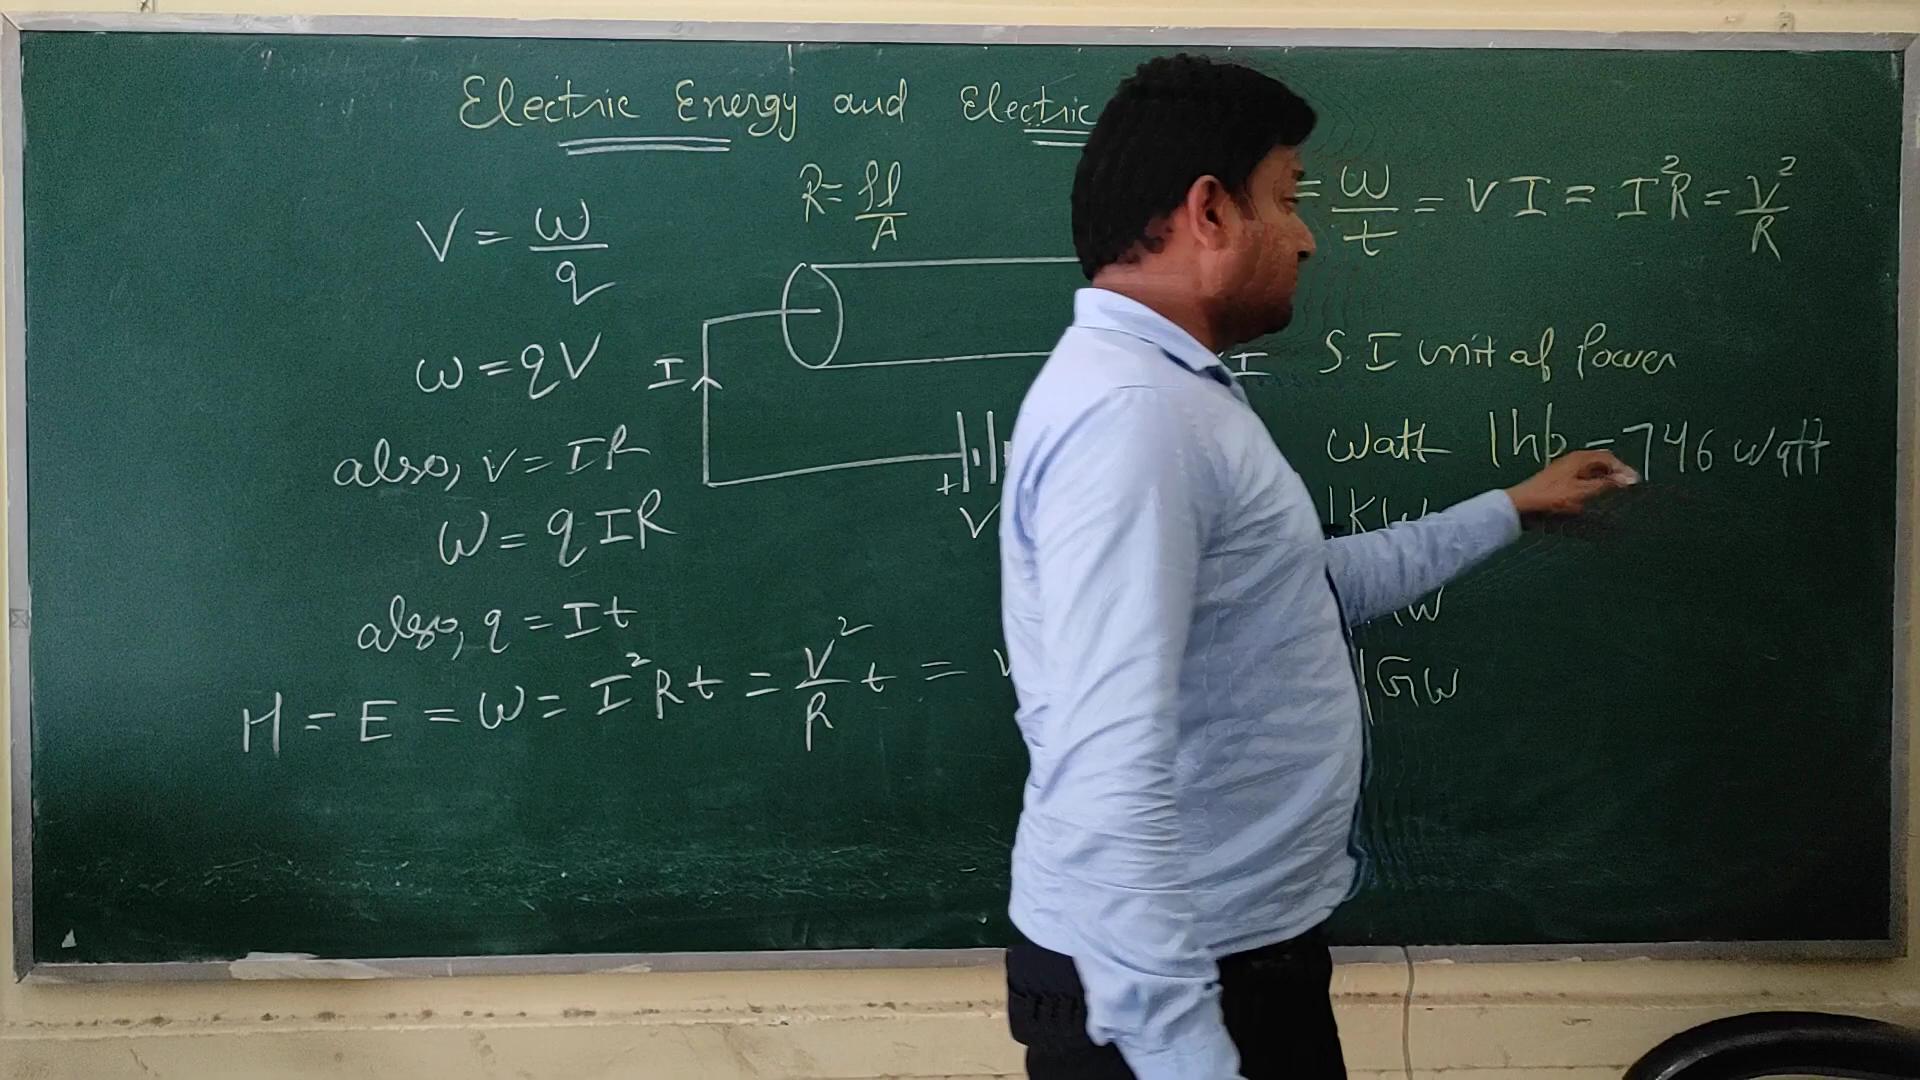 Electric Energy and Electric
R = ρl/A
= W/t = VI = I²R = V²/R
V = W/q
W = qV
I
I
S.I unit of Power
also, V = IR
Watt 1hp = 746 Watt
+
V
1KW
W = qIR
also, q = It
W
H = E = W = I²Rt = V²/R t =
1GW